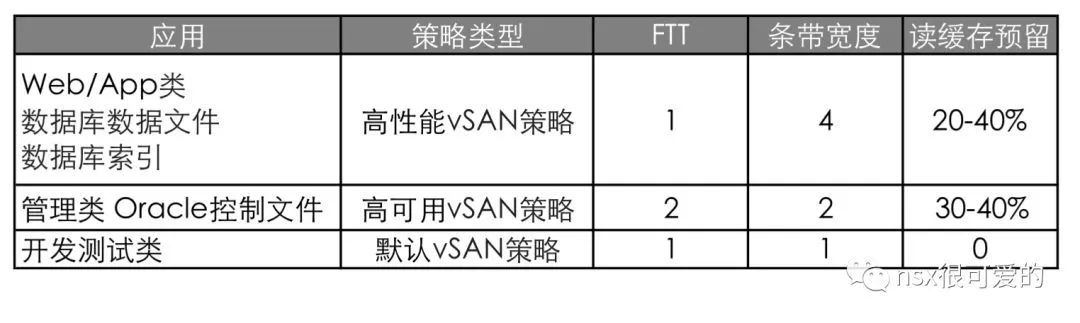 应用 策略类型 FTT 条带宽度 读缓存预留
Web/App类
数据库数据文件
数据库索引
高性能vSAN策略 1 4 20-40%
管理类 Oracle控制文件 高可用vSAN策略 2 2 30-40%
开发测试类 默认vSAN策略 1 1 0
nsx很可爱的